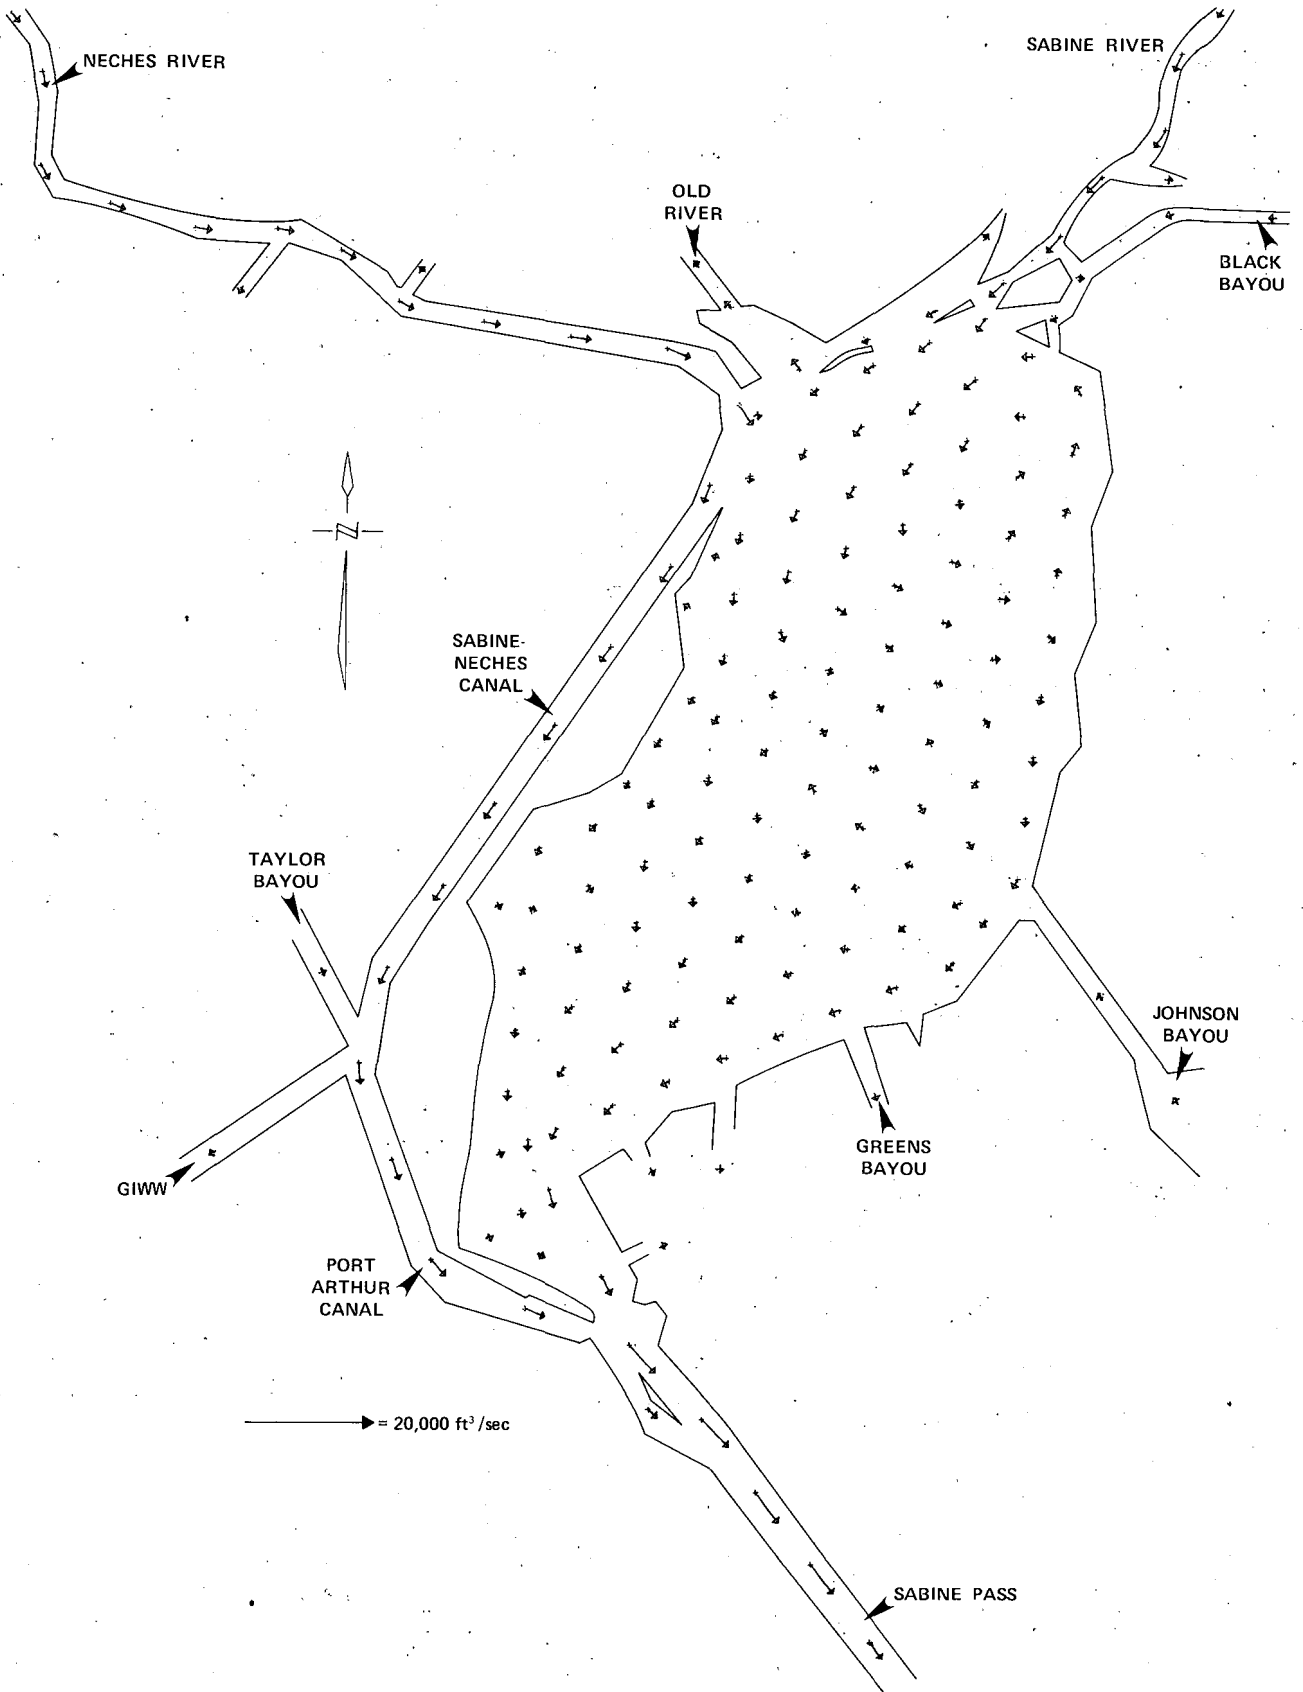 NECHES RIVER
SABINE RIVER
OLD
RIVER
BLACK
BAYOU
N
SABINE-
NECHES
CANAL
TAYLOR
BAYOU
JOHNSON
BAYOU
GREENS
BAYOU
GIWW
PORT
ARTHUR
CANAL
= 20,000 ft³/sec
SABINE PASS